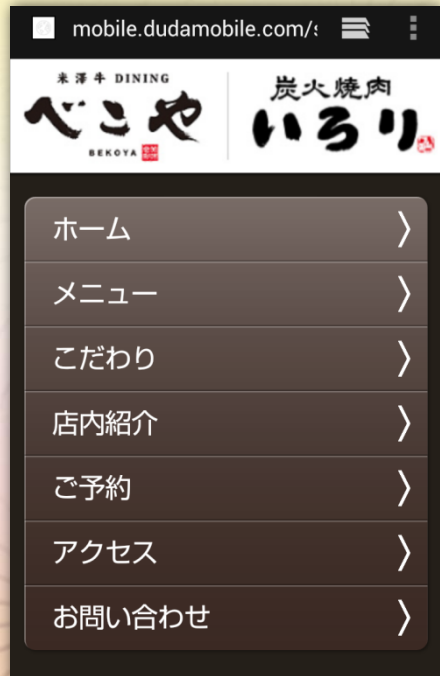 mobile.dudamobile.com/s
米澤牛 DINING
べこや
BEKOYA
炭火焼肉
いろり
ホーム
メニュー
こだわり
店内紹介
ご予約
アクセス
お問い合わせ